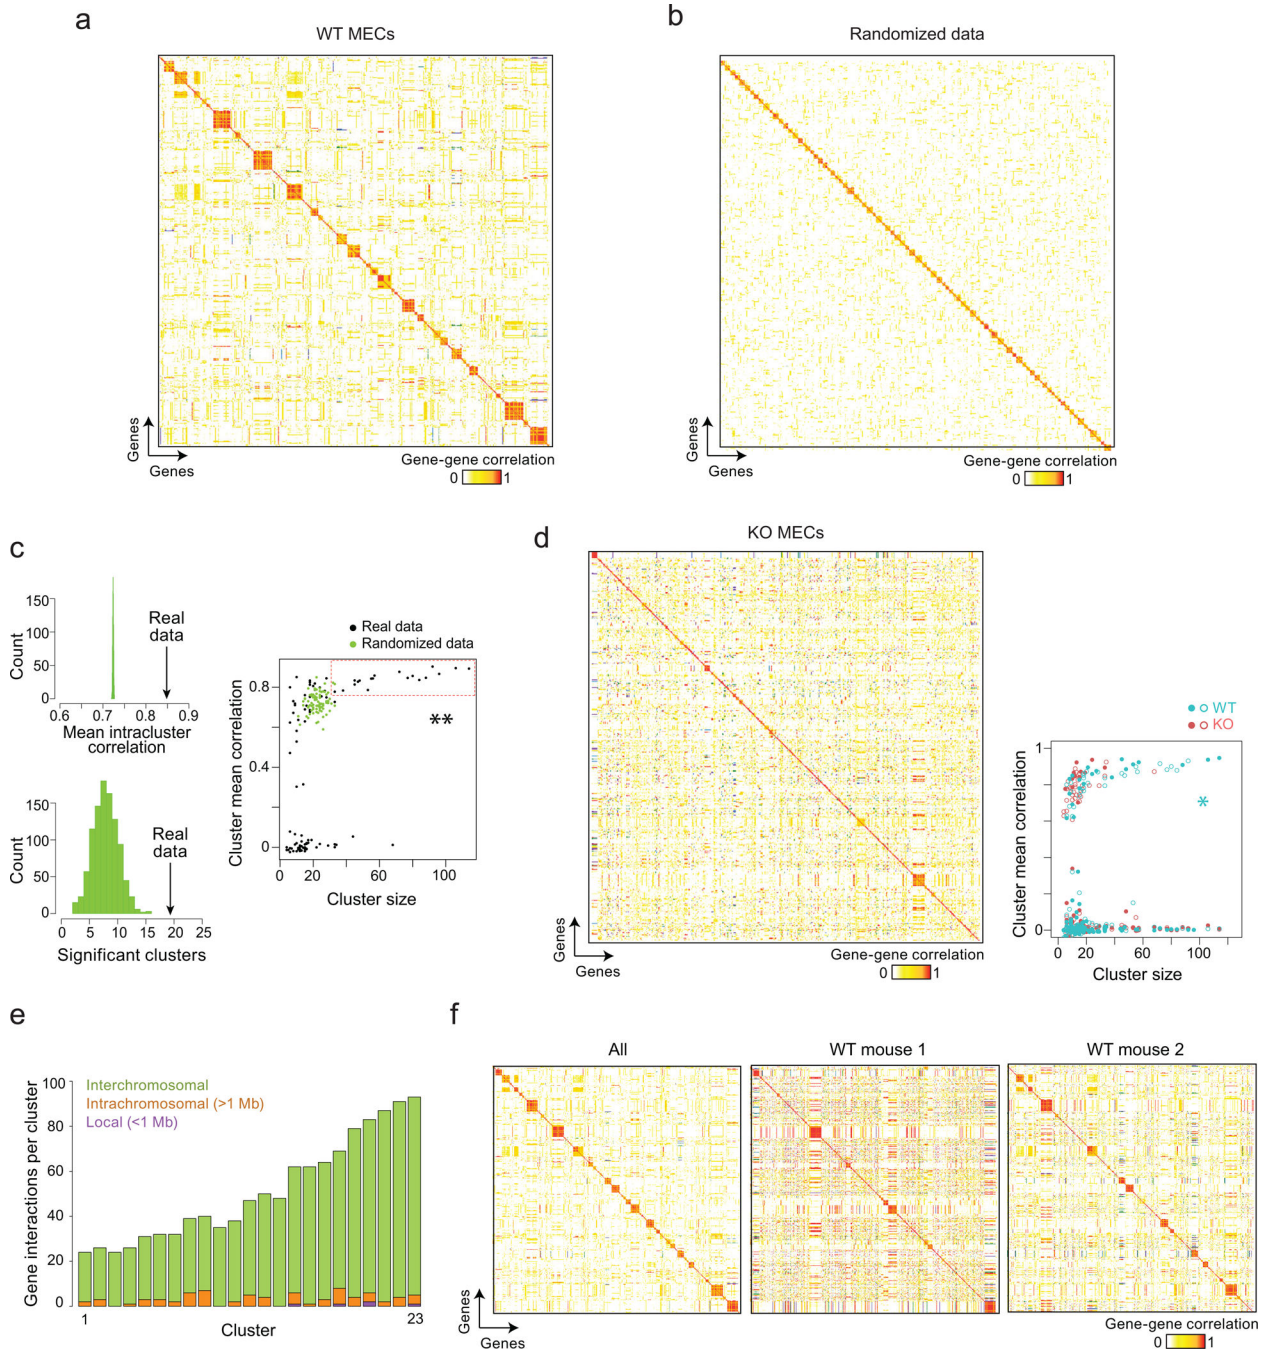 a
WT MECs
Genes
Genes
Gene-gene correlation
0 1
b
Randomized data
Genes
Genes
Gene-gene correlation
0 1
c
Count
150
100
50
0
Real
data
0.6 0.7 0.8 0.9
Mean intracluster
correlation
Count
150
100
50
0
Real
data
0 5 10 15 20 25
Significant clusters
Real data
Randomized data
Cluster mean correlation
0.8
0.4
0
**
20 60 100
Cluster size
d
KO MECs
Genes
Genes
Gene-gene correlation
0 1
WT
KO
Cluster mean correlation
1
0
*
0 20 60 100
Cluster size
e
Gene interactions per cluster
100
80
60
40
20
0
Interchromosomal
Intrachromosomal (>1 Mb)
Local (<1 Mb)
1 23
Cluster
f
All
WT mouse 1
WT mouse 2
Genes
Genes
Gene-gene correlation
0 1